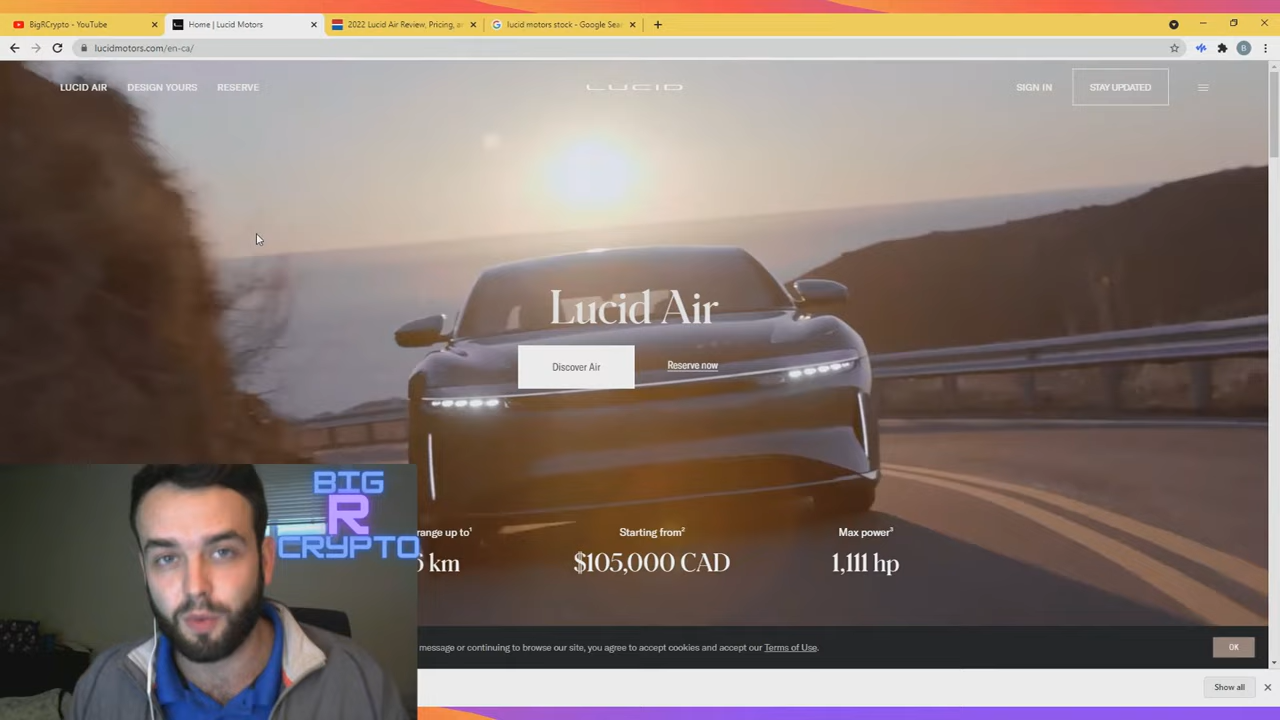 BigRCrypto - YouTube
Home | Lucid Motors
2022 Lucid Air Review, Pricing, a
lucid motors stock - Google Sea
lucidmotors.com/en-ca/
B
LUCID AIR
DESIGN YOURS
RESERVE
LUCID
SIGN IN
STAY UPDATED
Lucid Air
Discover Air
Reserve now
range up to¹
km
Starting from²
$105,000 CAD
Max power³
1,111 hp
BIG
R
CRYPTO
message or continuing to browse our site, you agree to accept cookies and accept our Terms of Use.
OK
Show all